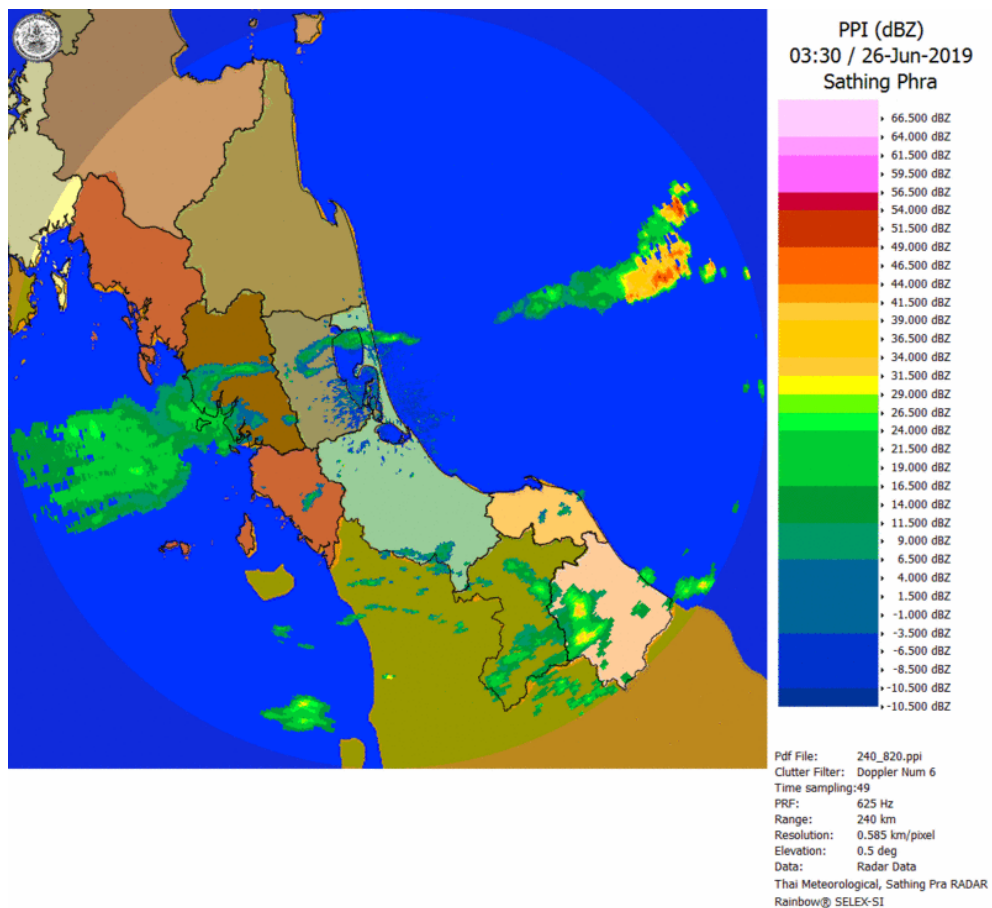 PPI (dBZ)
03:30 / 26-Jun-2019
Sathing Phra
66.500 dBZ
64.000 dBZ
61.500 dBZ
59.500 dBZ
56.500 dBZ
54.000 dBZ
51.500 dBZ
49.000 dBZ
46.500 dBZ
44.000 dBZ
41.500 dBZ
39.000 dBZ
36.500 dBZ
34.000 dBZ
31.500 dBZ
29.000 dBZ
26.500 dBZ
24.000 dBZ
21.500 dBZ
19.000 dBZ
16.500 dBZ
14.000 dBZ
11.500 dBZ
9.000 dBZ
6.500 dBZ
4.000 dBZ
1.500 dBZ
-1.000 dBZ
-3.500 dBZ
-6.500 dBZ
-8.500 dBZ
-10.500 dBZ
-10.500 dBZ
Pdf File: 240_820.ppi
Clutter Filter: Doppler Num 6
Time sampling:49
PRF: 625 Hz
Range: 240 km
Resolution: 0.585 km/pixel
Elevation: 0.5 deg
Data: Radar Data
Thai Meteorological, Sathing Pra RADAR
Rainbow® SELEX-SI